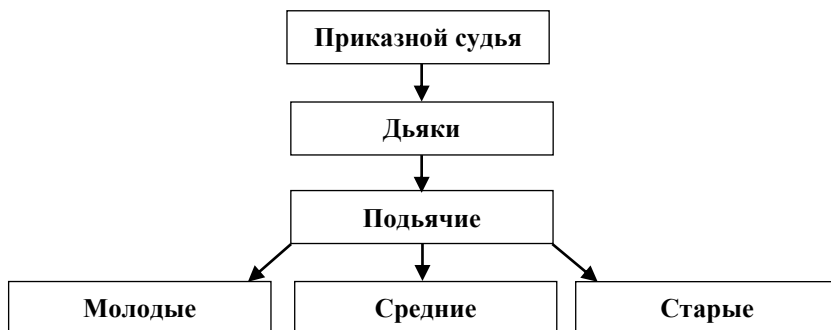 Приказной судья
Дьяки
Подьячие
Молодые
Средние
Старые